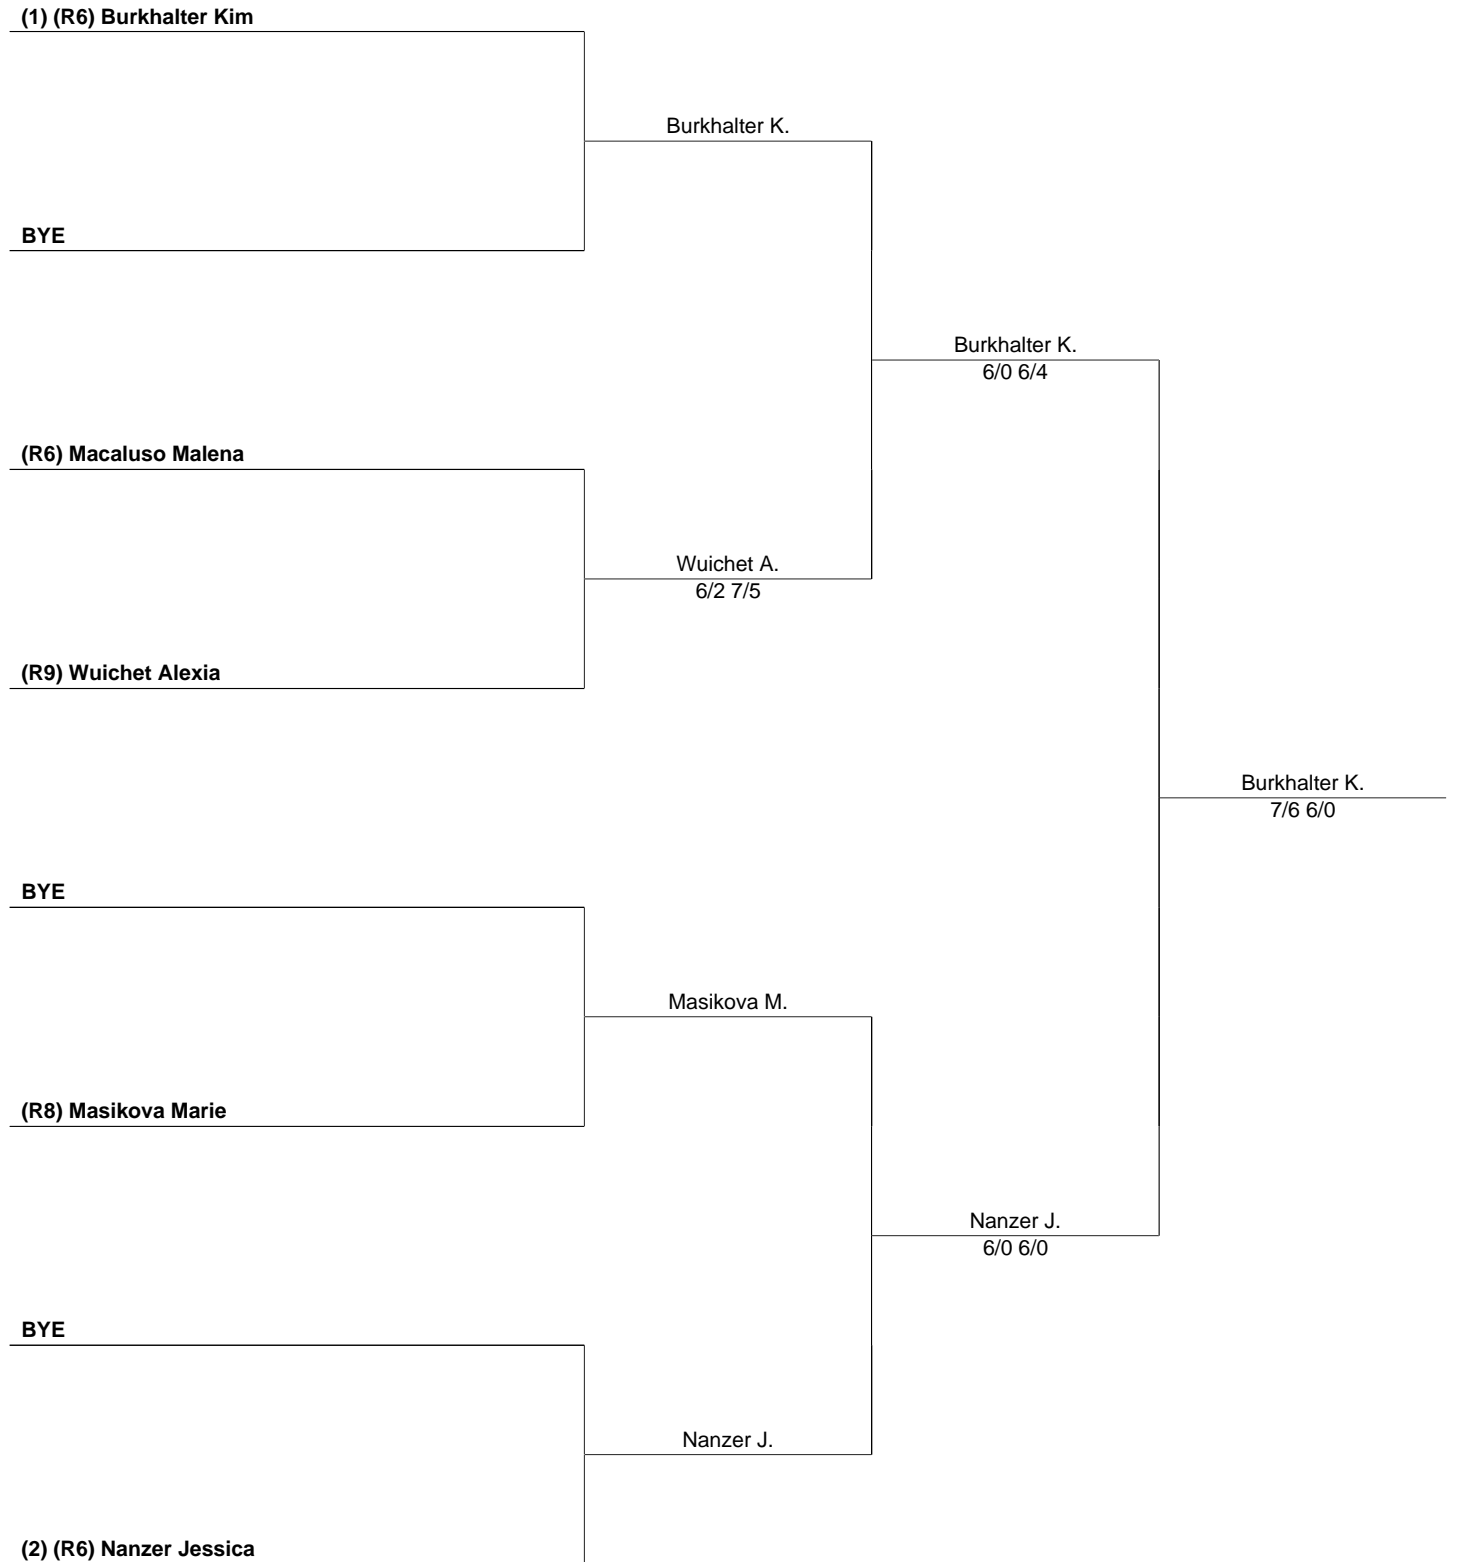 (1) (R6) Burkhalter Kim
Burkhalter K.
BYE
Burkhalter K.
6/0 6/4
(R6) Macaluso Malena
Wuichet A.
6/2 7/5
(R9) Wuichet Alexia
Burkhalter K.
7/6 6/0
BYE
Masikova M.
(R8) Masikova Marie
Nanzer J.
6/0 6/0
BYE
Nanzer J.
(2) (R6) Nanzer Jessica